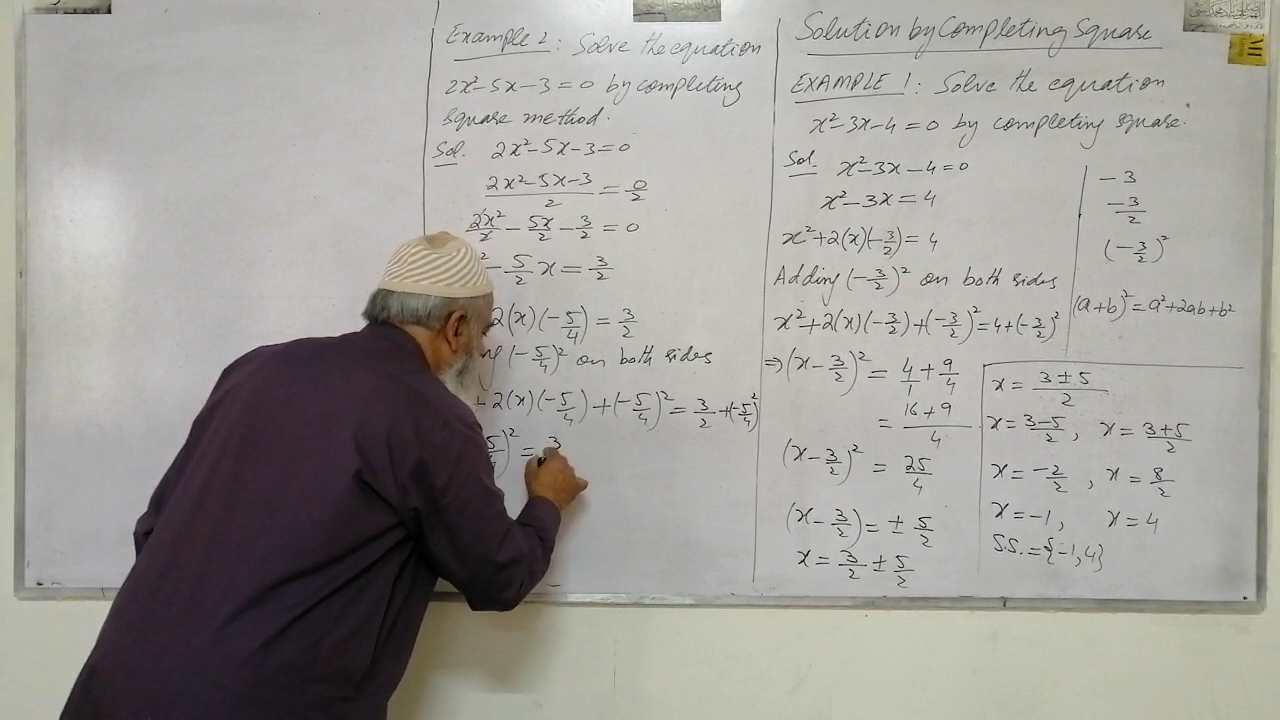 Solution by Completing Square
EXAMPLE 1: Solve the equation
x²-3x-4=0 by completing square.
Sol. x²-3x-4=0
x²-3x=4
x²+2(x)(-3/2)=4
Adding (-3/2)² on both sides
x²+2(x)(-3/2)+(-3/2)²=4+(-3/2)²
⇒(x-3/2)² = 4/1+9/4
= (16+9)/4
(x-3/2)² = 25/4
(x-3/2)=±5/2
x=3/2±5/2
-3
-3/2
(-3/2)²
(a+b)²=a²+2ab+b²
x=(3±5)/2
x=(3-5)/2, x=(3+5)/2
x=-2/2, x=8/2
x=-1, x=4
S.S.={-1,4}
Example 2: Solve the equation
2x²-5x-3=0 by completing
square method.
Sol. 2x²-5x-3=0
(2x²-5x-3)/2=0/2
2x²/2-5x/2-3/2=0
²-5/2x=3/2
2(x)(-5/4)=3/2
(-5/4)² on both sides
+2(x)(-5/4)+(-5/4)²=3/2+(-5/4)²
5/4)²=3